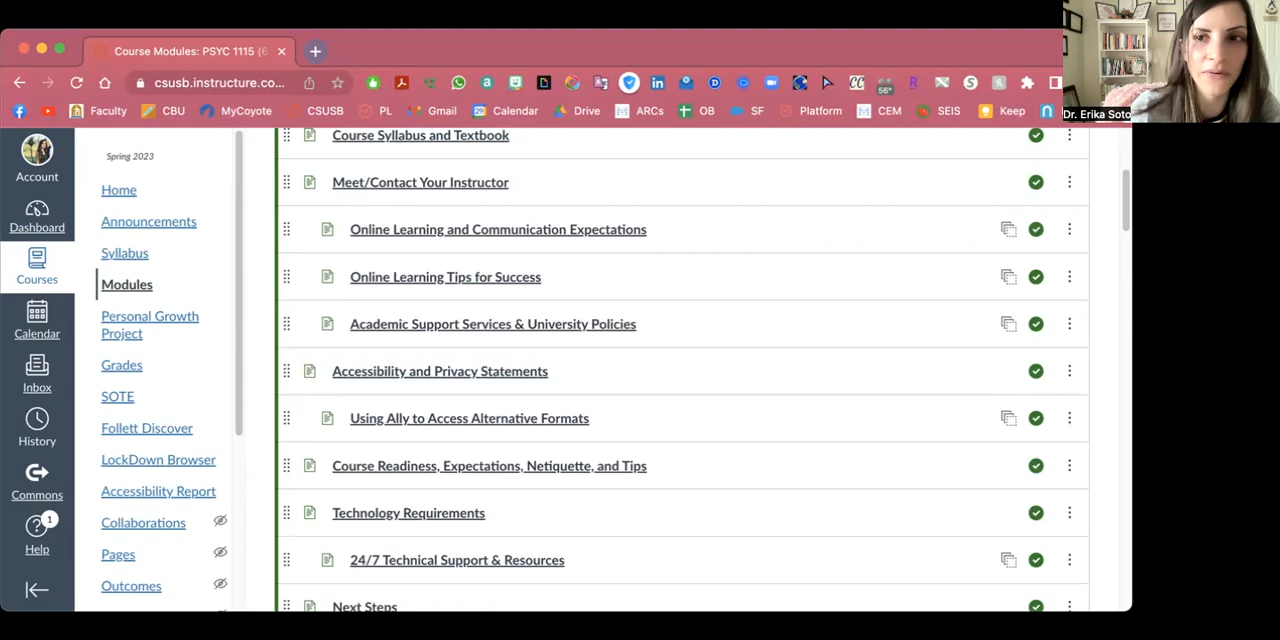 Course Modules: PSYC 1115 (6
csusb.instructure.co...
56°
Faculty
CBU
MyCoyote
CSUSB
PL
Gmail
Calendar
Drive
ARCs
OB
SF
Platform
CEM
SEIS
Keep
Dr. Erika Soto
Account
Dashboard
Courses
Calendar
Inbox
History
Commons
1
Help
Spring 2023
Home
Announcements
Syllabus
Modules
Personal Growth
Project
Grades
SOTE
Follett Discover
LockDown Browser
Accessibility Report
Collaborations
Pages
Outcomes
Course Syllabus and Textbook
Meet/Contact Your Instructor
Online Learning and Communication Expectations
Online Learning Tips for Success
Academic Support Services & University Policies
Accessibility and Privacy Statements
Using Ally to Access Alternative Formats
Course Readiness, Expectations, Netiquette, and Tips
Technology Requirements
24/7 Technical Support & Resources
Next Steps